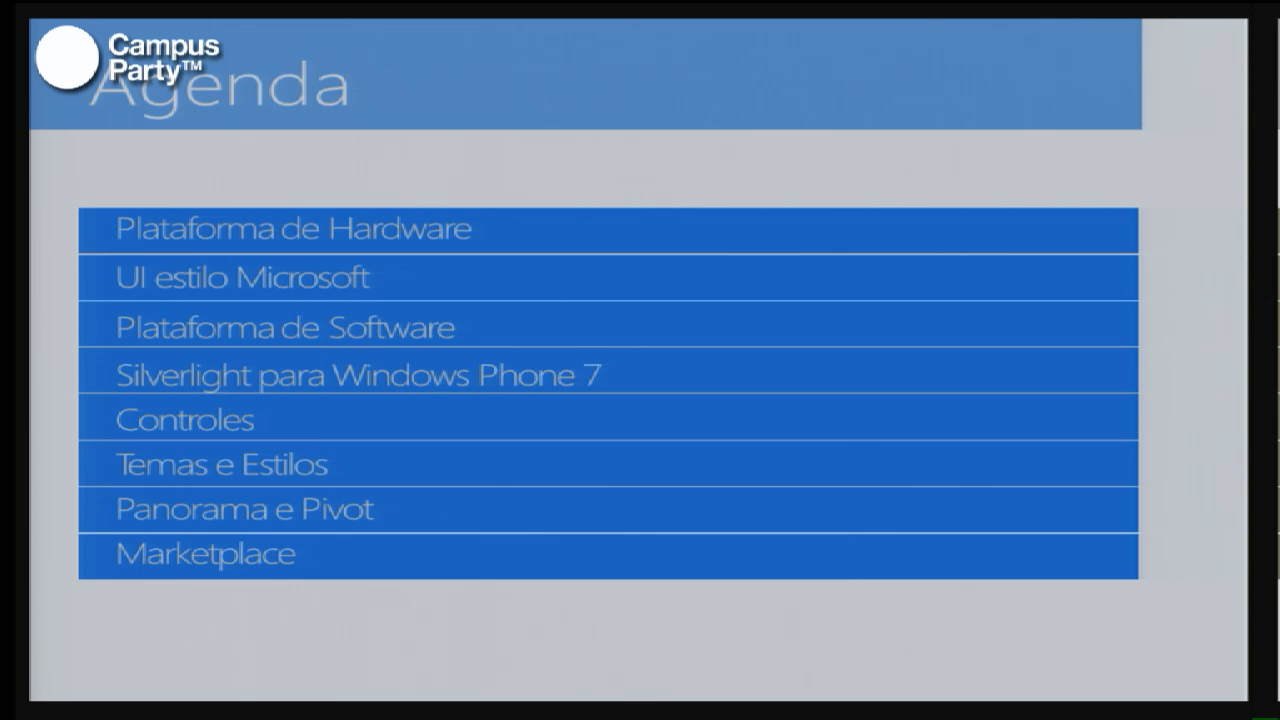 Campus
Party™
Agenda
Plataforma de Hardware
UI estilo Microsoft
Plataforma de Software
Silverlight para Windows Phone 7
Controles
Temas e Estilos
Panorama e Pivot
Marketplace